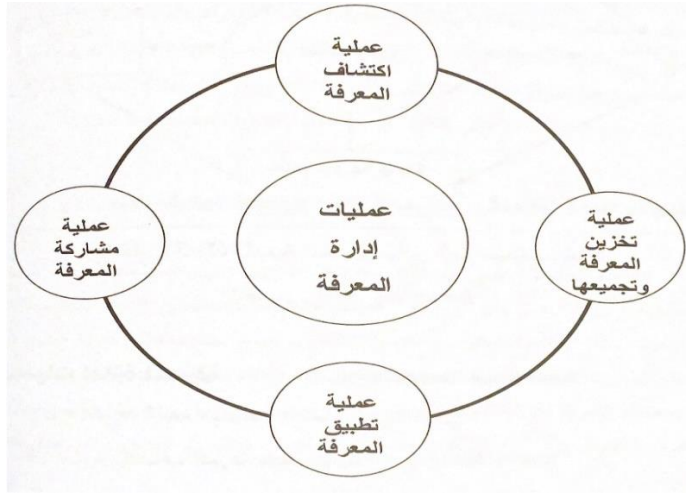 عملية
اكتشاف
المعرفة
عملية
تخزين
المعرفة
وتجميعها
عمليات
إدارة
المعرفة
عملية
مشاركة
المعرفة
عملية
تطبيق
المعرفة